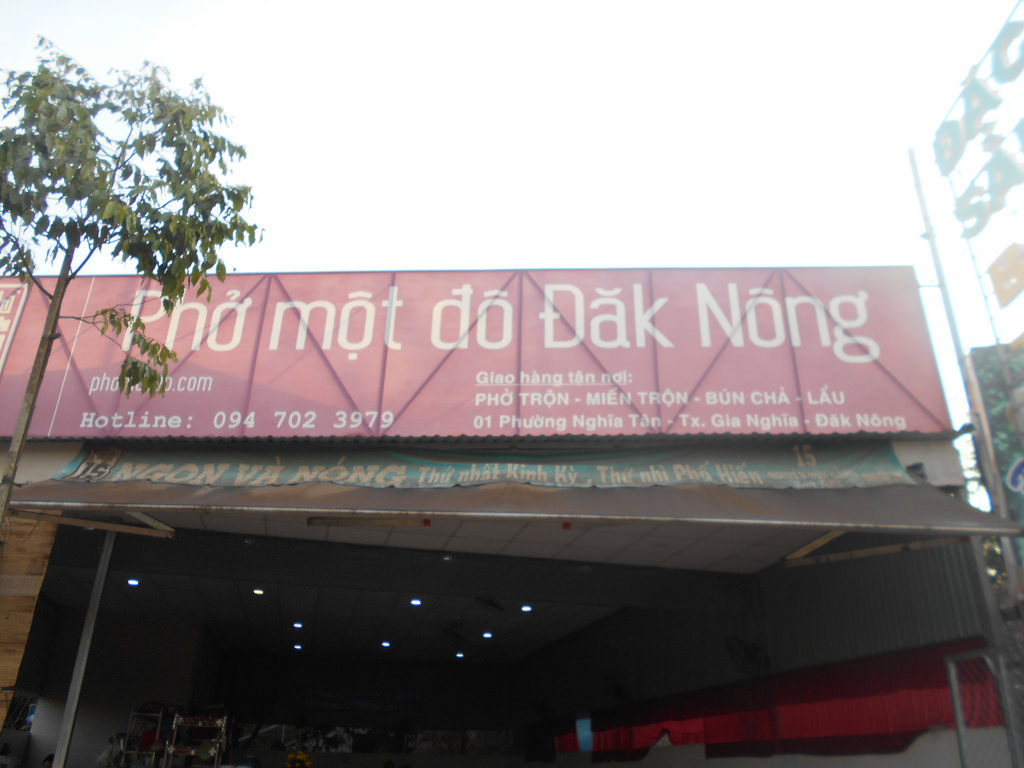 Phở một đô Đăk Nông
Giao hàng tận nơi:
PHỞ TRỘN - MIẾN TRỘN - BÚN CHẢ - LẨU
Hotline: 094 702 3979
01 Phường Nghĩa Tân - Tx. Gia Nghĩa - Đăk Nông
NGON VÀ NÓNG Thứ nhất Kinh Kỳ, Thứ nhì Phố Hiến
15